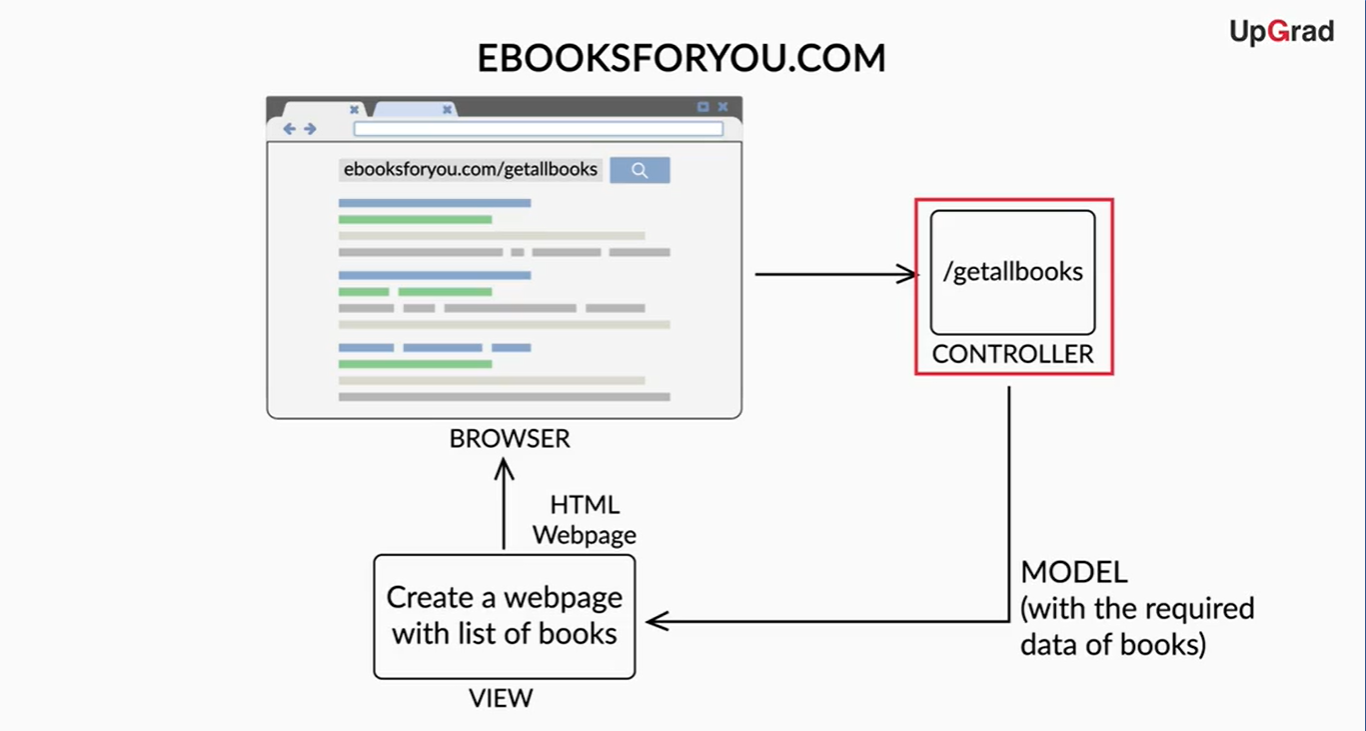 UpGrad
EBOOKSFORYOU.COM
ebooksforyou.com/getallbooks
/getallbooks
CONTROLLER
BROWSER
HTML
Webpage
MODEL
(with the required
data of books)
Create a webpage
with list of books
VIEW